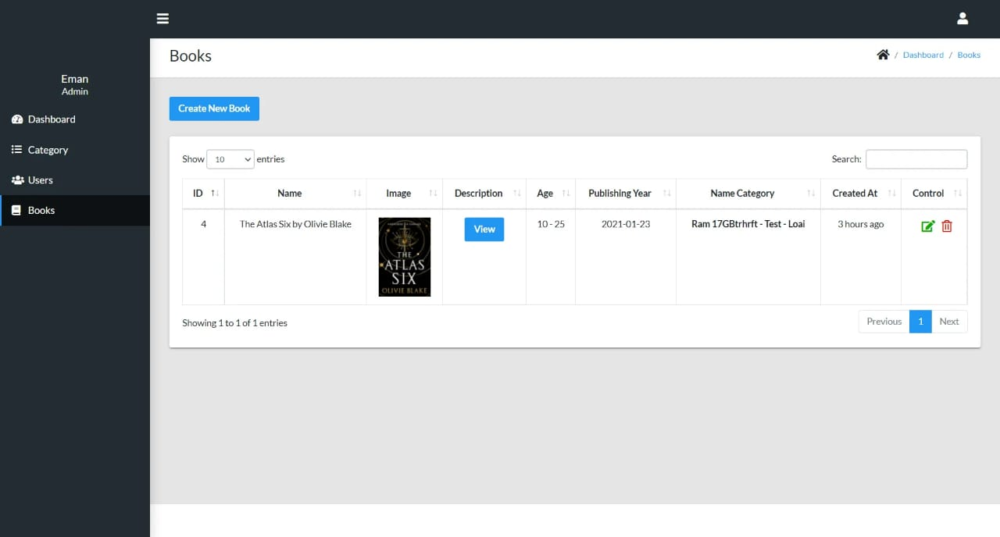 Eman
Admin
Dashboard
Category
Users
Books
Books
/ Dashboard / Books
Create New Book
Show 10 entries
Search:
ID Name Image Description Age Publishing Year Name Category Created At Control
4 The Atlas Six by Olivie Blake View 10 - 25 2021-01-23 Ram 17GBtrhrft - Test - Loai 3 hours ago
THE
ATLAS
SIX
OLIVIE BLAKE
Showing 1 to 1 of 1 entries
Previous 1 Next